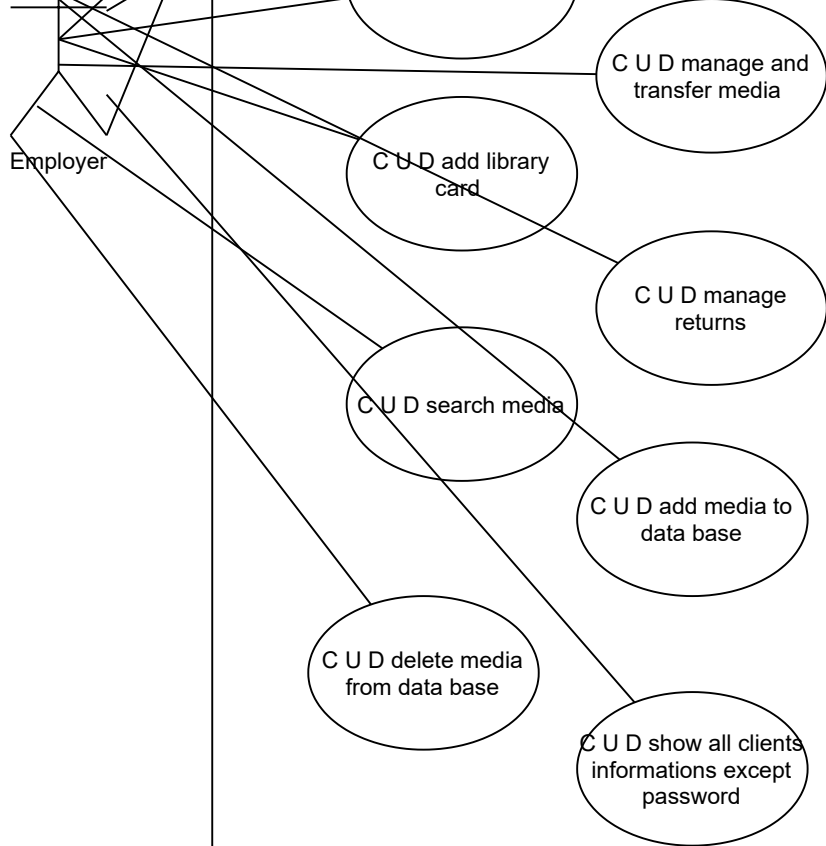 C U D manage and
transfer media
C U D add library
card
Employer
C U D manage
returns
C U D search media
C U D add media to
data base
C U D delete media
from data base
C U D show all clients
informations except
password